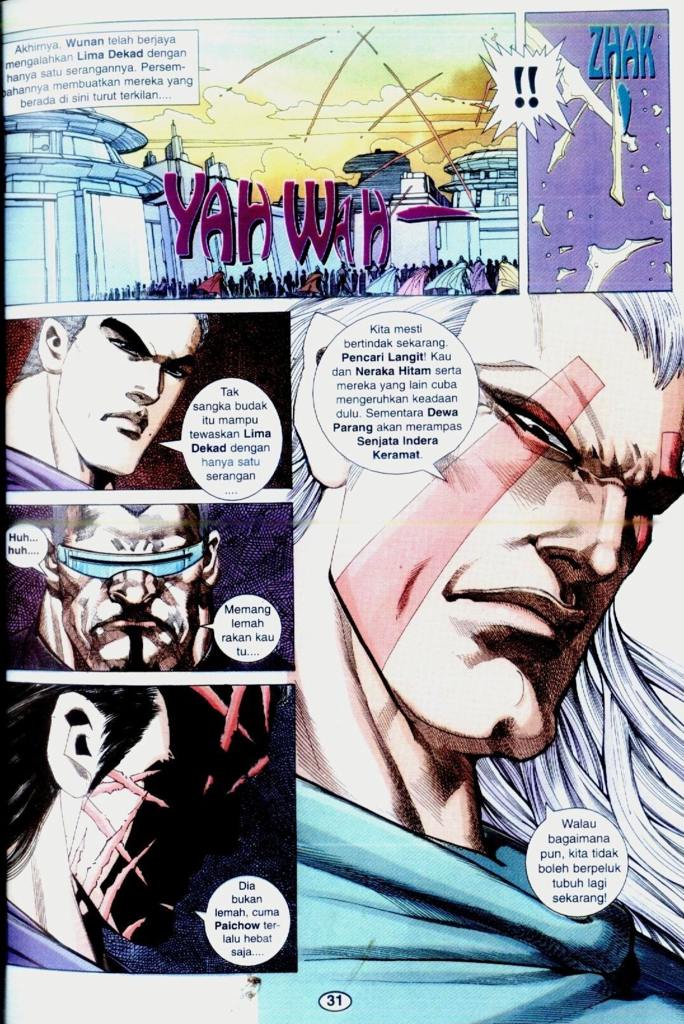 Akhirnya, Wunan telah berjaya
mengalahkan Lima Dekad dengan
hanya satu serangannya. Persem-
bahannya membuatkan mereka yang
berada di sini turut terkilan....
!!
ZHAK
YAH WAH
Tak
sangka budak
itu mampu
tewaskan Lima
Dekad dengan
hanya satu
serangan
....
Kita mesti
bertindak sekarang.
Pencari Langit! Kau
dan Neraka Hitam serta
mereka yang lain cuba
mengeruhkan keadaan
dulu. Sementara Dewa
Parang akan merampas
Senjata Indera
Keramat.
Huh...
huh....
Memang
lemah
rakan kau
tu....
Dia
bukan
lemah, cuma
Paichow ter-
lalu hebat
saja....
Walau
bagaimana
pun, kita tidak
boleh berpeluk
tubuh lagi
sekarang!
31